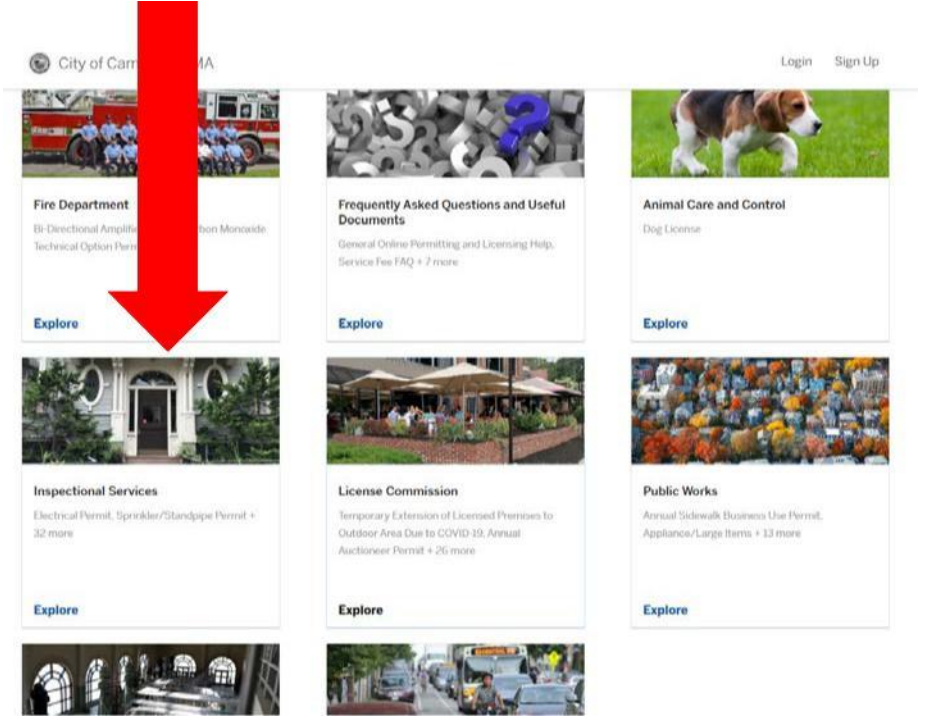 City of Cam MA
Login Sign Up
Fire Department
Bi-Directional Amplifie bon Monoxide
Technical Option Perm
Explore
Frequently Asked Questions and Useful
Documents
General Online Permitting and Licensing Help,
Service Fee FAQ + 7 more
Explore
Animal Care and Control
Dog License
Explore
Inspectional Services
Electrical Permit, Sprinkler/Standpipe Permit +
32 more
Explore
License Commission
Temporary Extension of Licensed Premises to
Outdoor Area Due to COVID-19, Annual
Auctioneer Permit + 26 more
Explore
Public Works
Annual Sidewalk Business Use Permit,
Appliance/Large Items + 13 more
Explore